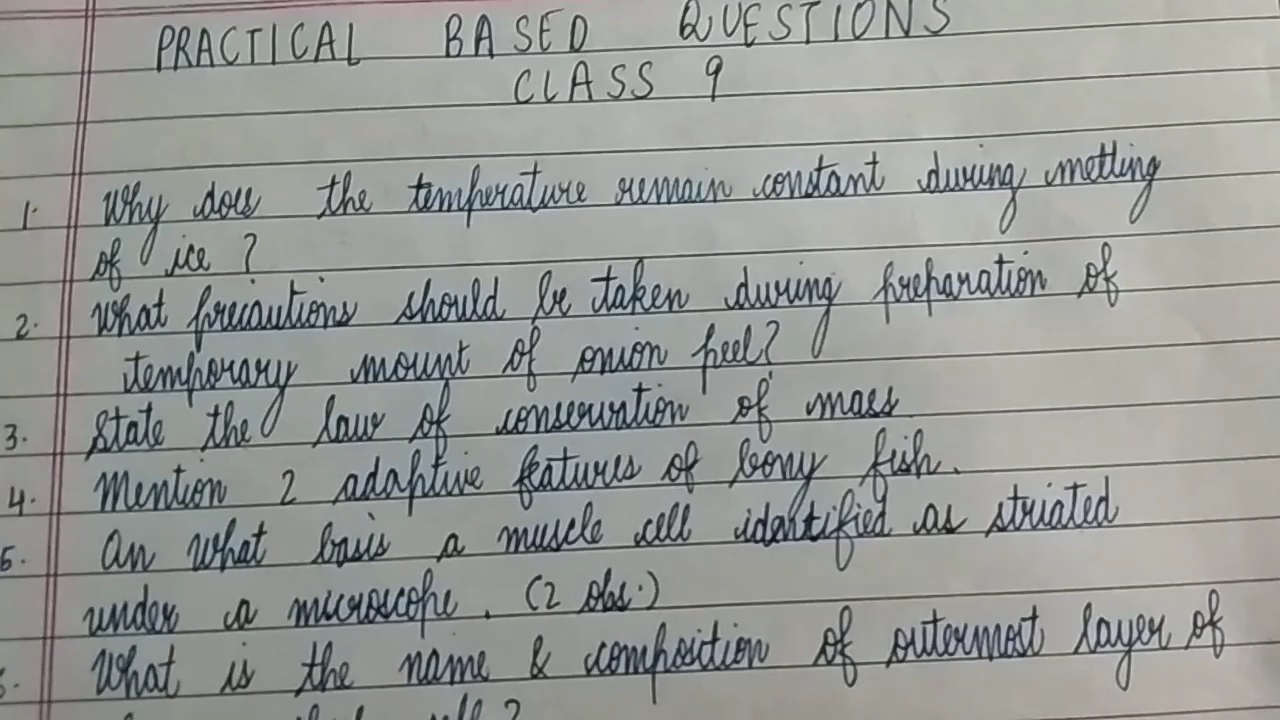 PRACTICAL BASED QUESTIONS
CLASS 9
1. Why does the temperature remain constant during melting
of ice ?
2. What precautions should be taken during preparation of
temporary mount of onion peel?
3. State the law of conservation of mass
4. Mention 2 adaptive features of bony fish.
5. On what basis a muscle cell identified as striated
under a microscope. (2 obs.)
What is the name & composition of outermost layer of
cell ?